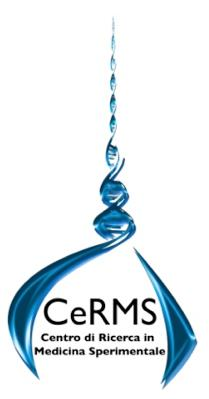 CeRMS
Centro di Ricerca in
Medicina Sperimentale